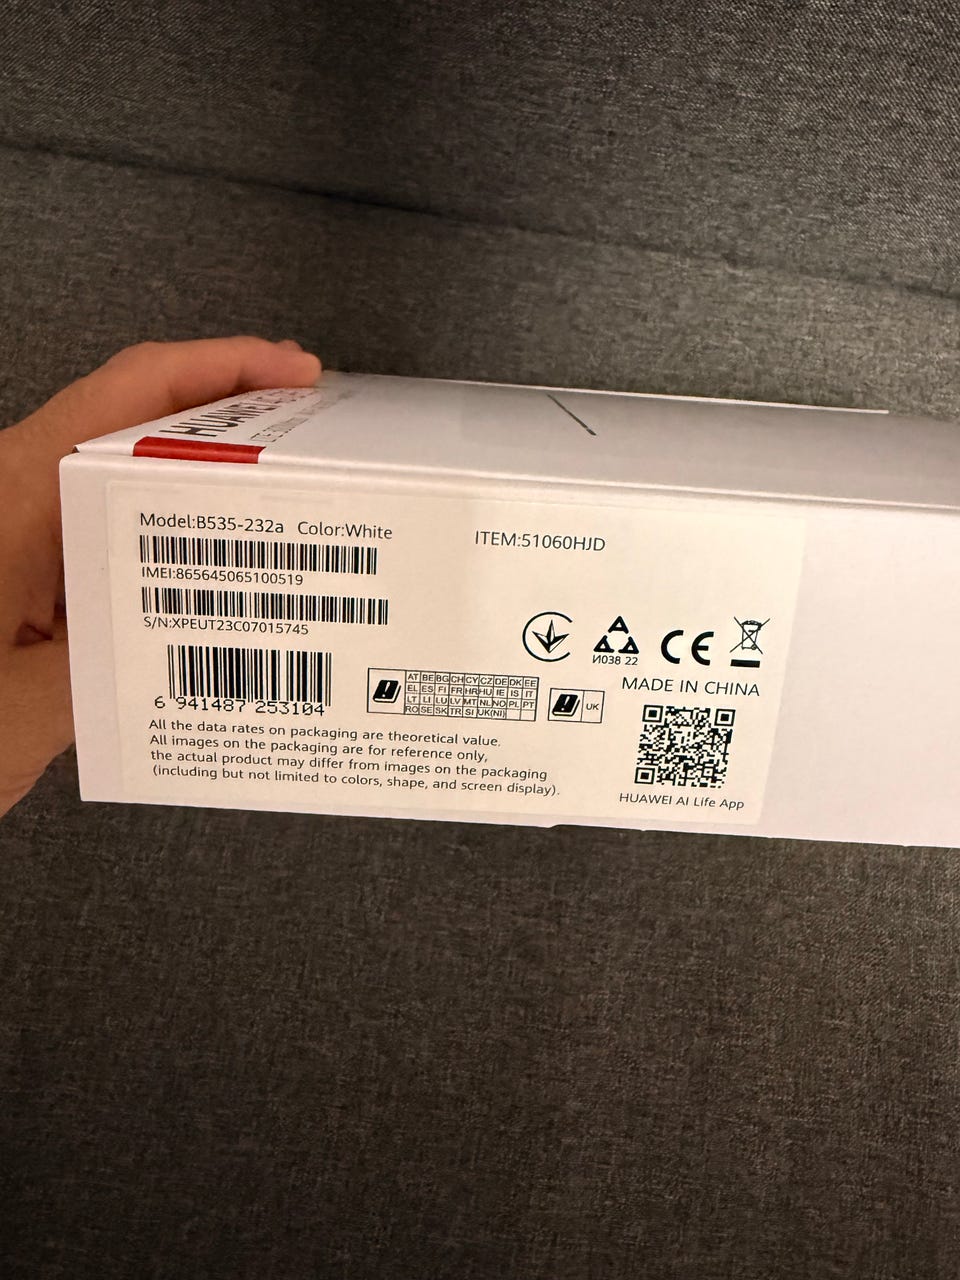 HUAWEI
Model:B535-232a Color:White
ITEM:51060HJD
IMEI:865645065100519
S/N:XPEUT23C07015745
6 941487 253104
AT BE BG CH CY CZ DE DK EE
EL ES FI FR HR HU IE IS IT
LT LI LU LV MT NL NO PL PT
RO SE SK TR SI UK(NI)
UK
И038 22
CE
MADE IN CHINA
All the data rates on packaging are theoretical value.
All images on the packaging are for reference only,
the actual product may differ from images on the packaging
(including but not limited to colors, shape, and screen display).
HUAWEI AI Life App